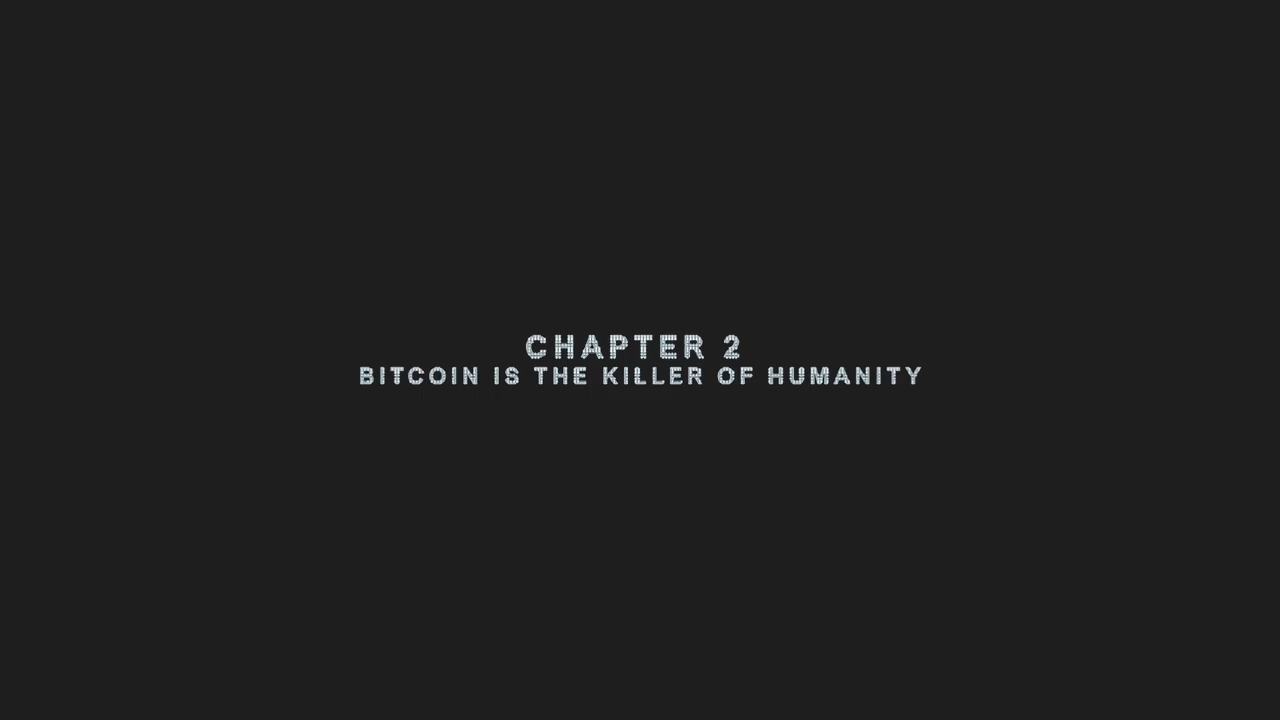 CHAPTER 2
BITCOIN IS THE KILLER OF HUMANITY